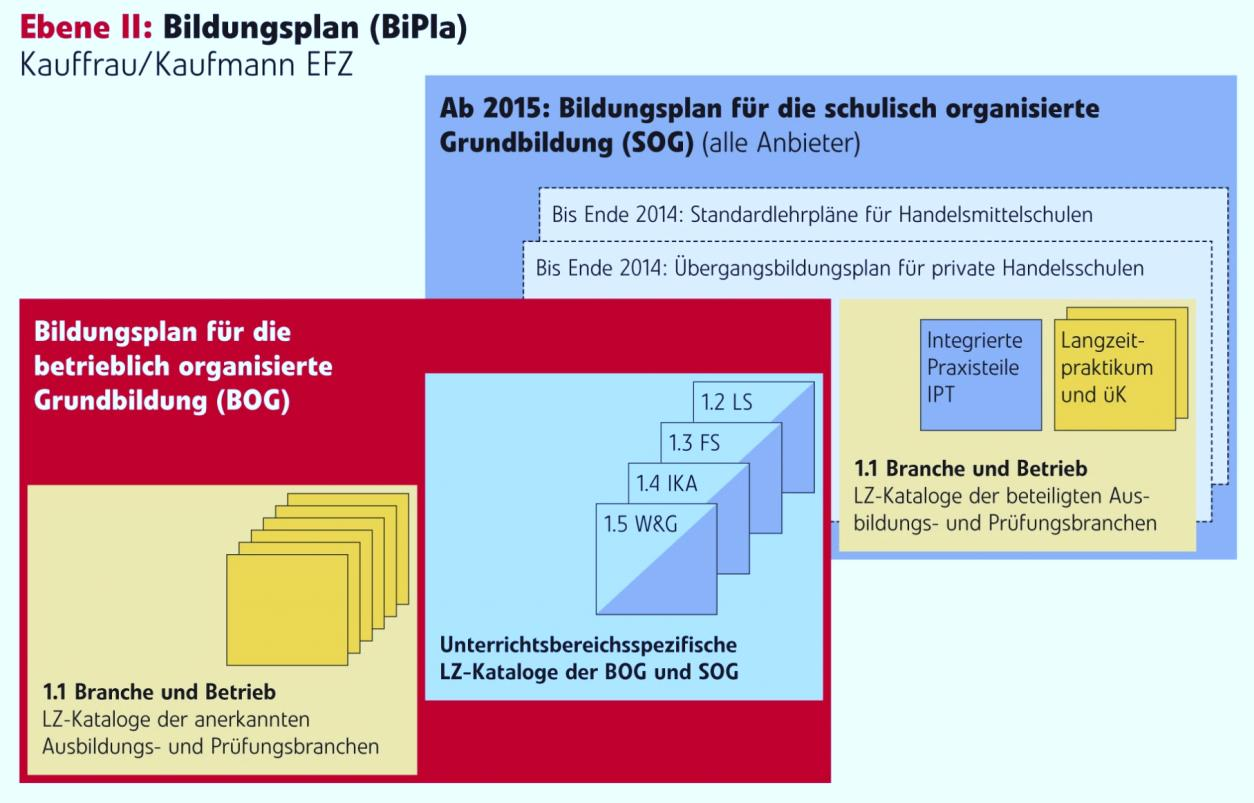 Ebene II: Bildungsplan (BiPla)
Kauffrau/Kaufmann EFZ
Ab 2015: Bildungsplan für die schulisch organisierte
Grundbildung (SOG) (alle Anbieter)
Bis Ende 2014: Standardlehrpläne für Handelsmittelschulen
Bis Ende 2014: Übergangsbildungsplan für private Handelsschulen
Bildungsplan für die
betrieblich organisierte
Grundbildung (BOG)
Integrierte
Praxisteile
IPT
Langzeit-
praktikum
und üK
1.2 LS
1.3 FS
1.4 IKA
1.5 W&G
1.1 Branche und Betrieb
LZ-Kataloge der beteiligten Aus-
bildungs- und Prüfungsbranchen
Unterrichtsbereichsspezifische
LZ-Kataloge der BOG und SOG
1.1 Branche und Betrieb
LZ-Kataloge der anerkannten
Ausbildungs- und Prüfungsbranchen